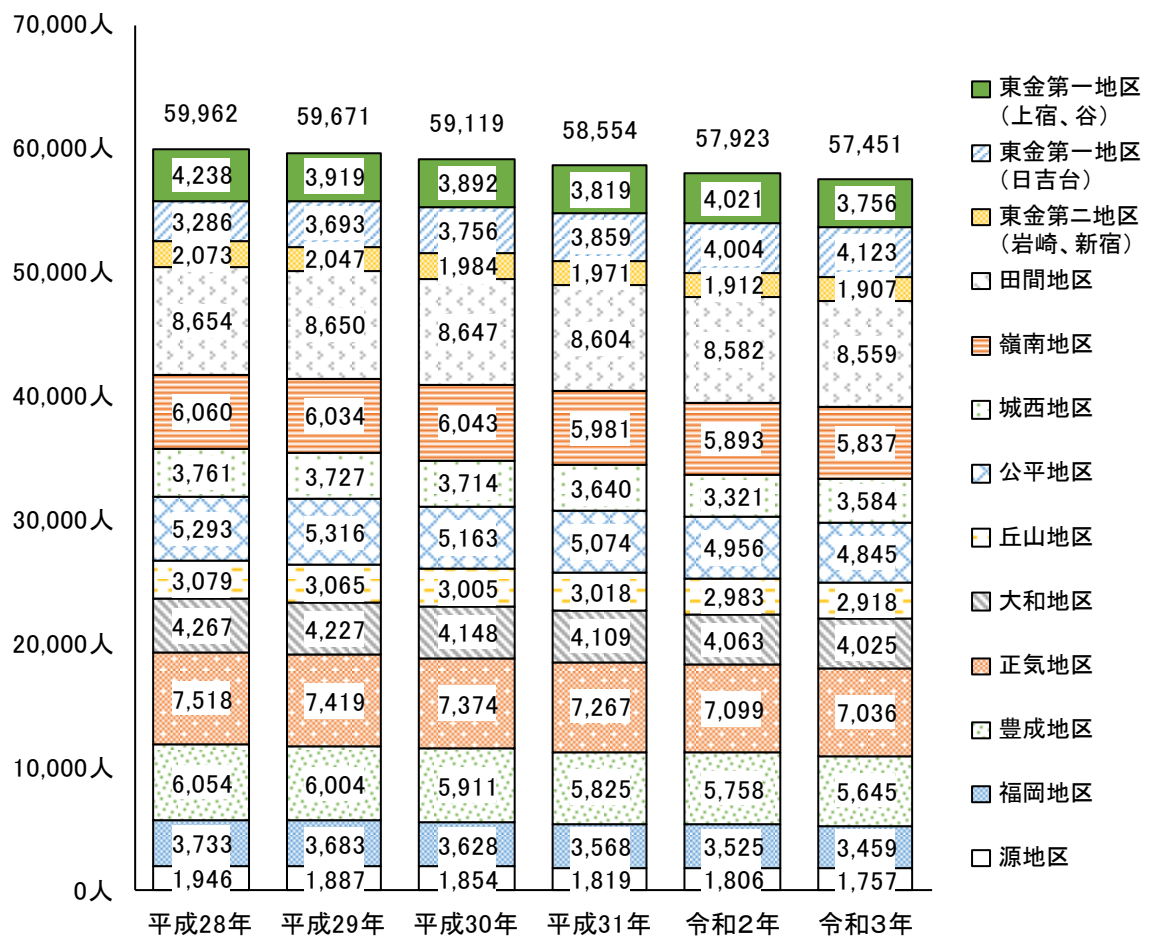 70,000人
60,000人
50,000人
40,000人
30,000人
20,000人
10,000人
0人
59,962 59,671 59,119 58,554 57,923 57,451
4,238 3,919 3,892 3,819 4,021 3,756
3,286 3,693 3,756 3,859 4,004 4,123
2,073 2,047 1,984 1,971 1,912 1,907
8,654 8,650 8,647 8,604 8,582 8,559
6,060 6,034 6,043 5,981 5,893 5,837
3,761 3,727 3,714 3,640 3,321 3,584
5,293 5,316 5,163 5,074 4,956 4,845
3,079 3,065 3,005 3,018 2,983 2,918
4,267 4,227 4,148 4,109 4,063 4,025
7,518 7,419 7,374 7,267 7,099 7,036
6,054 6,004 5,911 5,825 5,758 5,645
3,733 3,683 3,628 3,568 3,525 3,459
1,946 1,887 1,854 1,819 1,806 1,757
平成28年 平成29年 平成30年 平成31年 令和2年 令和3年
東金第一地区
（上宿、谷）
東金第一地区
（日吉台）
東金第二地区
（岩崎、新宿）
田間地区
嶺南地区
城西地区
公平地区
丘山地区
大和地区
正気地区
豊成地区
福岡地区
源地区